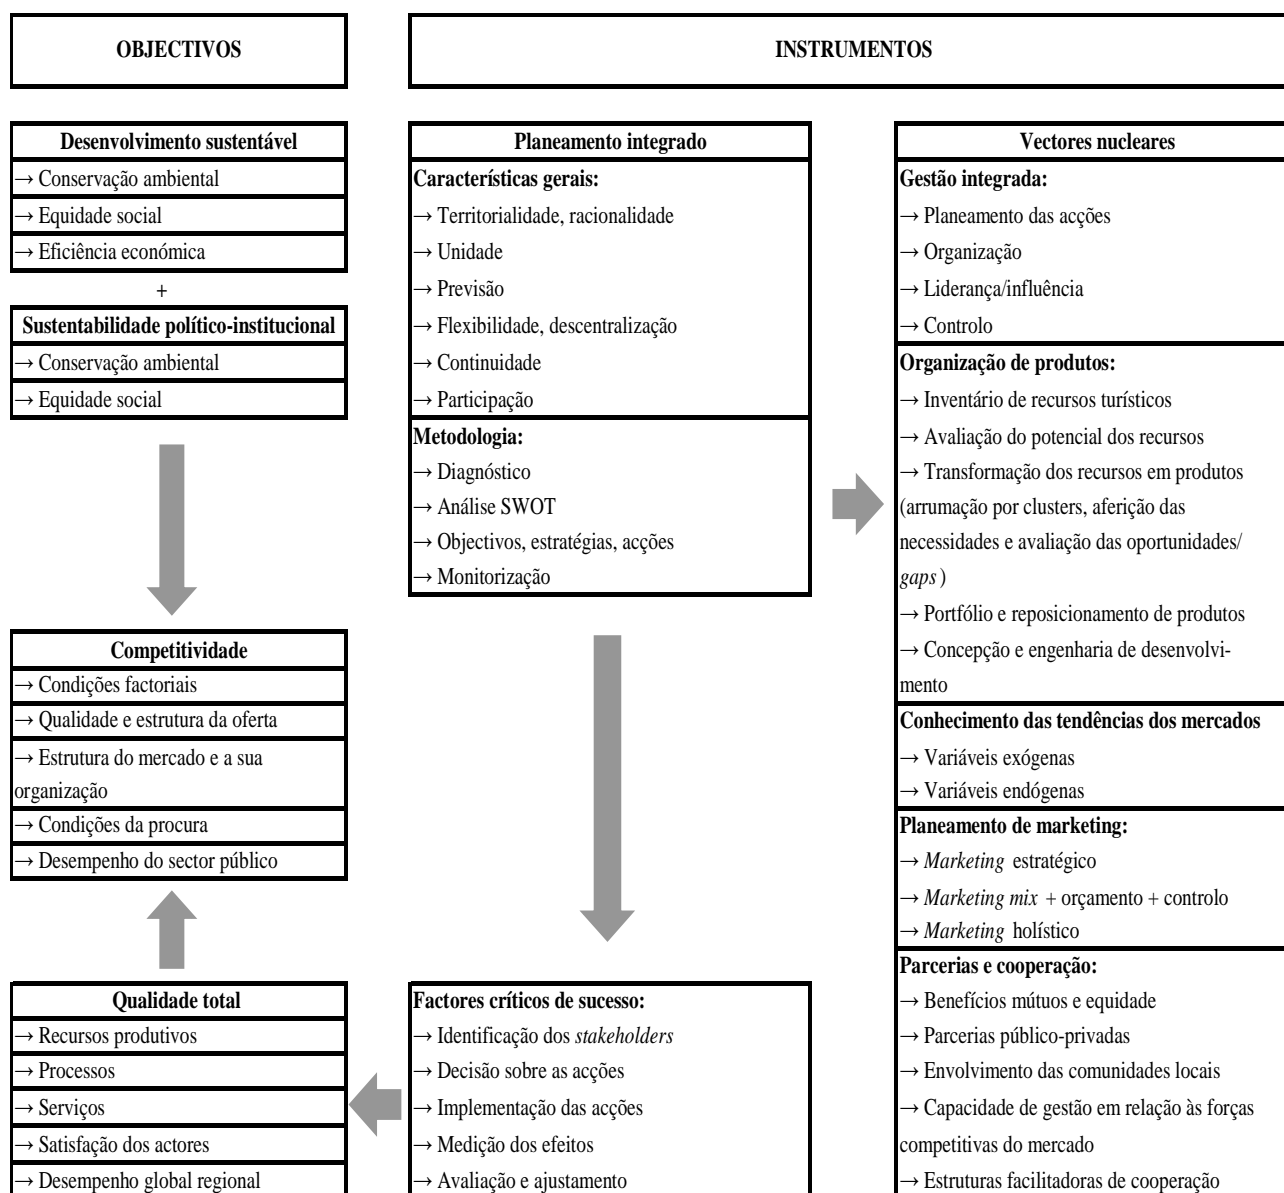 OBJECTIVOS
INSTRUMENTOS
Desenvolvimento sustentável
→ Conservação ambiental
→ Equidade social
→ Eficiência económica
+
Sustentabilidade político-institucional
→ Conservação ambiental
→ Equidade social
Competitividade
→ Condições factoriais
→ Qualidade e estrutura da oferta
→ Estrutura do mercado e a sua
organização
→ Condições da procura
→ Desempenho do sector público
Qualidade total
→ Recursos produtivos
→ Processos
→ Serviços
→ Satisfação dos actores
→ Desempenho global regional
Planeamento integrado
Características gerais:
→ Territorialidade, racionalidade
→ Unidade
→ Previsão
→ Flexibilidade, descentralização
→ Continuidade
→ Participação
Metodologia:
→ Diagnóstico
→ Análise SWOT
→ Objectivos, estratégias, acções
→ Monitorização
Factores críticos de sucesso:
→ Identificação dos stakeholders
→ Decisão sobre as acções
→ Implementação das acções
→ Medição dos efeitos
→ Avaliação e ajustamento
Vectores nucleares
Gestão integrada:
→ Planeamento das acções
→ Organização
→ Liderança/influência
→ Controlo
Organização de produtos:
→ Inventário de recursos turísticos
→ Avaliação do potencial dos recursos
→ Transformação dos recursos em produtos
(arrumação por clusters, aferição das
necessidades e avaliação das oportunidades/
gaps )
→ Portfólio e reposicionamento de produtos
→ Concepção e engenharia de desenvolvi-
mento
Conhecimento das tendências dos mercados
→ Variáveis exógenas
→ Variáveis endógenas
Planeamento de marketing:
→ Marketing estratégico
→ Marketing mix + orçamento + controlo
→ Marketing holístico
Parcerias e cooperação:
→ Benefícios mútuos e equidade
→ Parcerias público-privadas
→ Envolvimento das comunidades locais
→ Capacidade de gestão em relação às forças
competitivas do mercado
→ Estruturas facilitadoras de cooperação